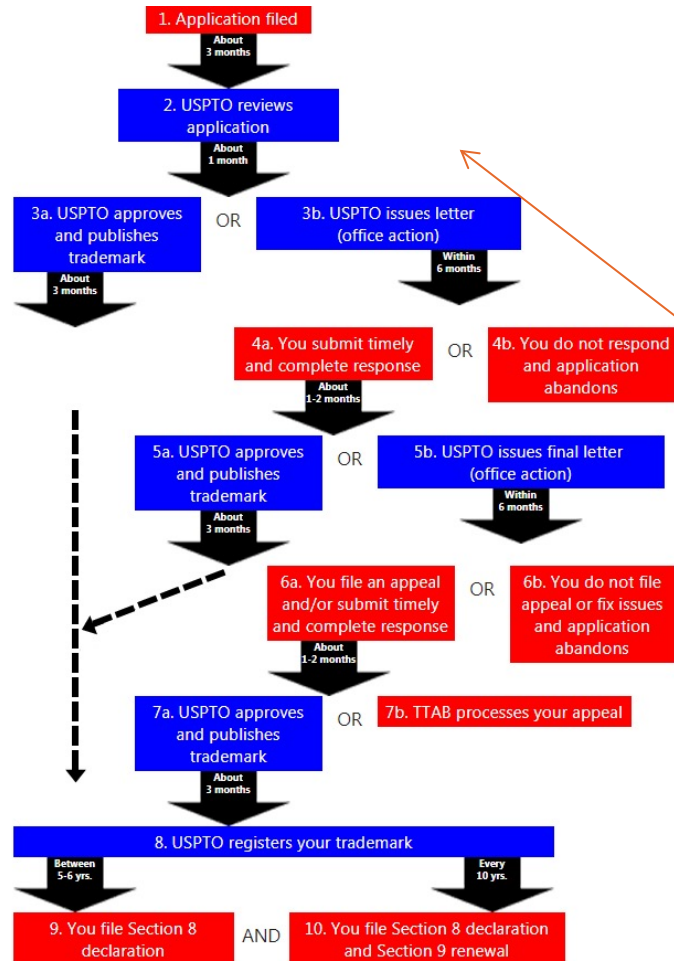 1. Application filed
About
3 months
2. USPTO reviews
application
About
1 month
3a. USPTO approves
and publishes
trademark
OR
3b. USPTO issues letter
(office action)
About
3 months
Within
6 months
4a. You submit timely
and complete response
OR
4b. You do not respond
and application
abandons
About
1-2 months
5a. USPTO approves
and publishes
trademark
OR
5b. USPTO issues final letter
(office action)
About
3 months
Within
6 months
6a. You file an appeal
and/or submit timely
and complete response
OR
6b. You do not file
appeal or fix issues
and application
abandons
About
1-2 months
7a. USPTO approves
and publishes
trademark
OR
7b. TTAB processes your appeal
About
3 months
8. USPTO registers your trademark
Between
5-6 yrs.
Every
10 yrs.
9. You file Section 8
declaration
AND
10. You file Section 8 declaration
and Section 9 renewal